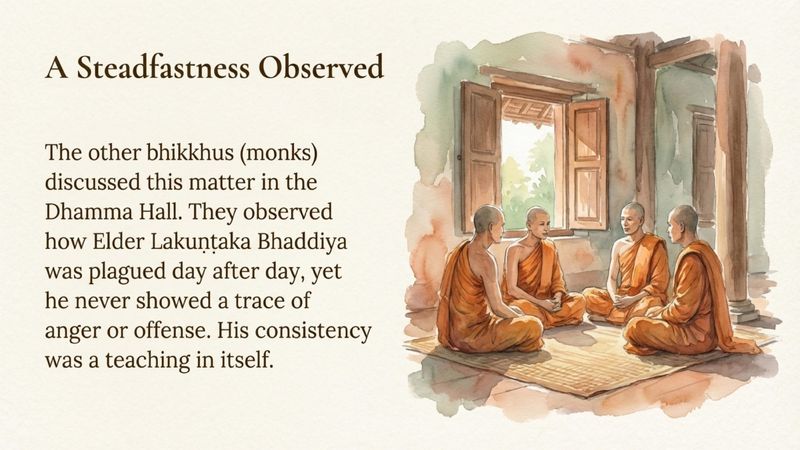 A Steadfastness Observed
The other bhikkhus (monks)
discussed this matter in the
Dhamma Hall. They observed
how Elder Lakuṇṭaka Bhaddiya
was plagued day after day, yet
he never showed a trace of
anger or offense. His consistency
was a teaching in itself.